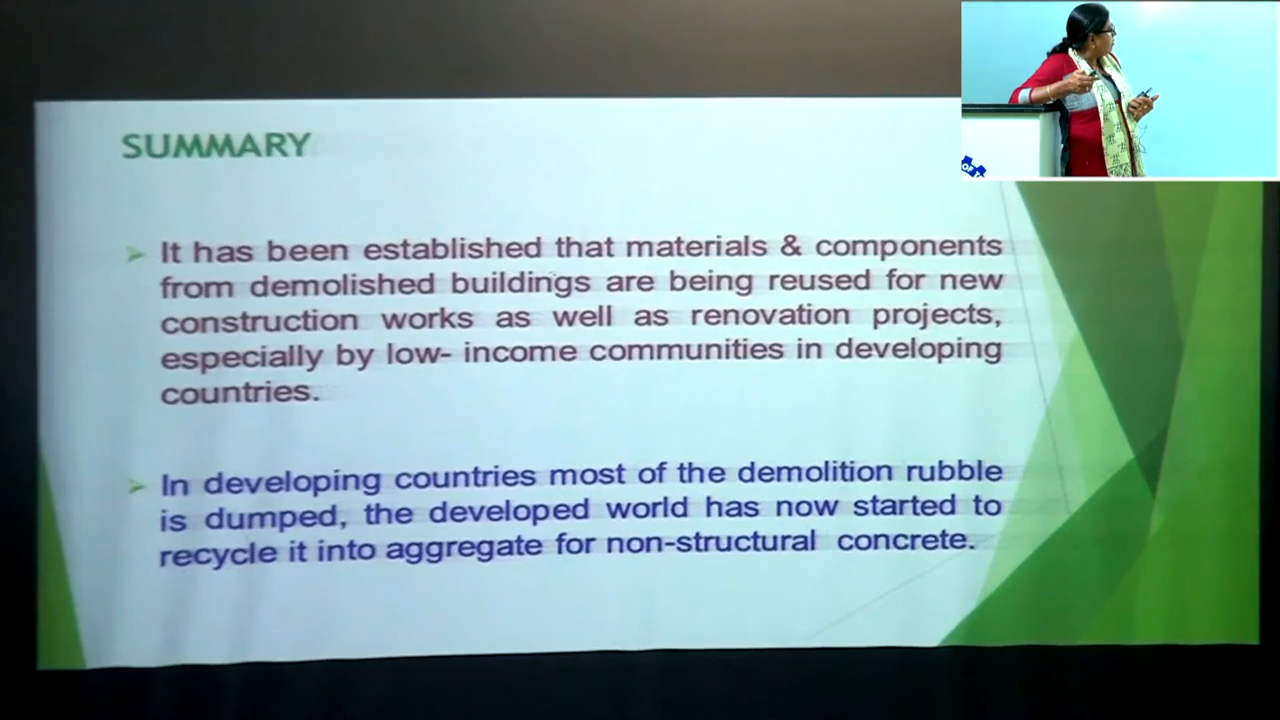 SUMMARY
It has been established that materials & components
from demolished buildings are being reused for new
construction works as well as renovation projects,
especially by low- income communities in developing
countries.
In developing countries most of the demolition rubble
is dumped, the developed world has now started to
recycle it into aggregate for non-structural concrete.
OF